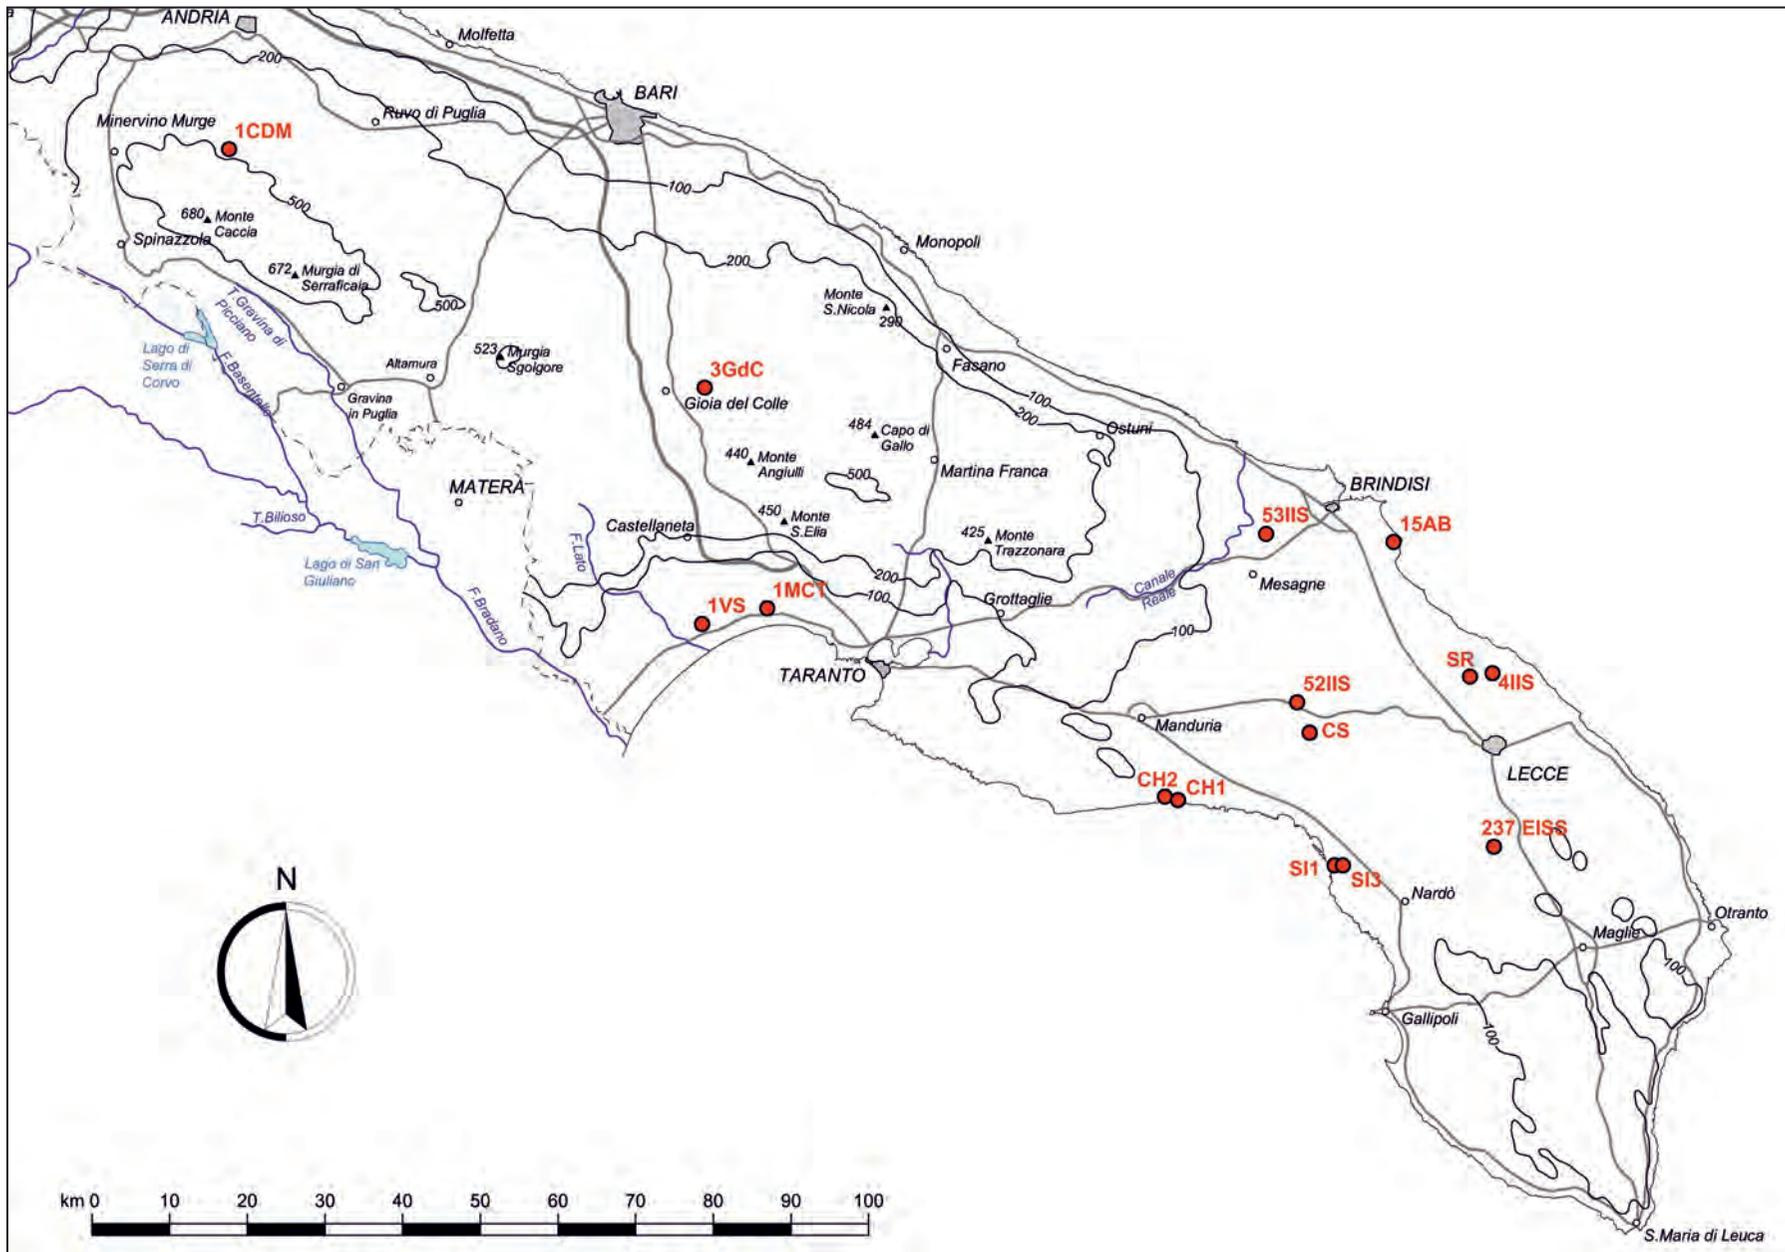 ANDRIA
Molfetta
200
BARI
Ruvo di Puglia
Minervino Murge
1CDM
100
500
680 Monte
Caccia
Spinazzola
Monopoli
200
672 Murgia di
Serraficaia
500
T.Gravina di
Picciano
Monte
S.Nicola
290
Lago di
Serra di
Corvo
F.Basentello
523 Murgia
Sgolgore
Altamura
Fasano
3GdC
Gravina
in Puglia
Gioia del Colle
100
200
484 Capo di
Gallo
Ostuni
440 Monte
Angiulli
500
Martina Franca
MATERA
BRINDISI
T.Bilioso
450 Monte
S.Elia
53IIS
15AB
Castellaneta
F.Lato
425 Monte
Trazzonara
Lago di San
Giuliano
200
Canale
Reale
Mesagne
F.Bradano
1VS
1MCT
100
Grottaglie
100
TARANTO
SR
4IIS
52IIS
Manduria
CS
LECCE
CH2
CH1
237 EISS
SI1
SI3
N
Nardò
Otranto
Maglie
100
Gallipoli
100
km 0 10 20 30 40 50 60 70 80 90 100
S.Maria di Leuca